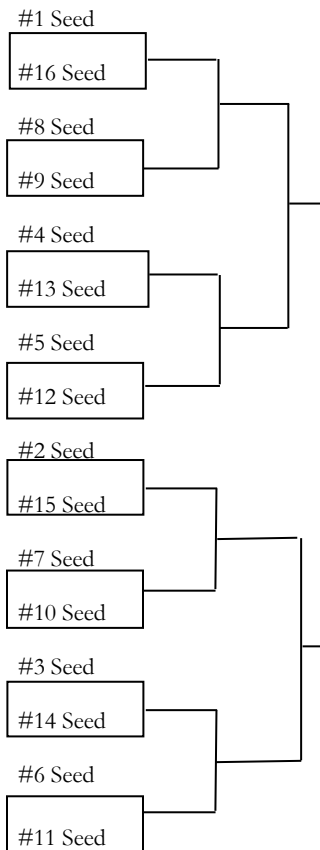 #1 Seed
#16 Seed
#8 Seed
#9 Seed
#4 Seed
#13 Seed
#5 Seed
#12 Seed
#2 Seed
#15 Seed
#7 Seed
#10 Seed
#3 Seed
#14 Seed
#6 Seed
#11 Seed